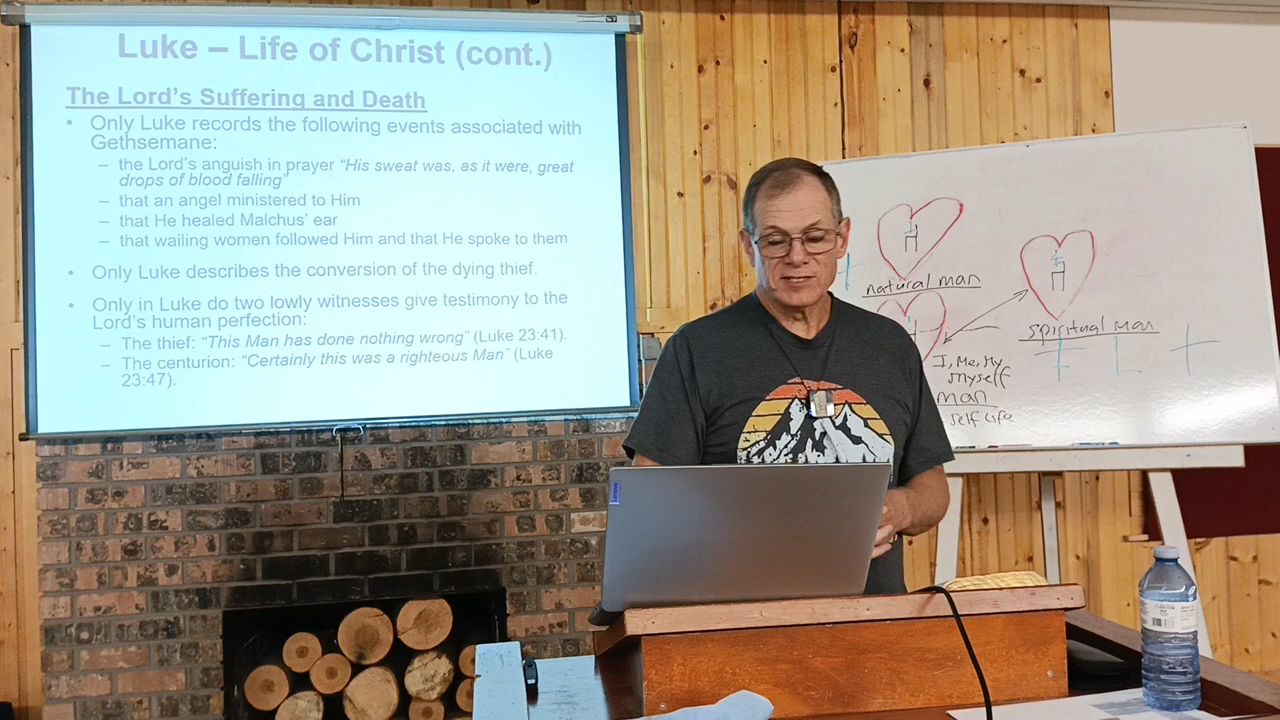 Luke – Life of Christ (cont.)
The Lord's Suffering and Death
• Only Luke records the following events associated with
Gethsemane:
– the Lord's anguish in prayer “His sweat was, as it were, great
drops of blood falling”
– that an angel ministered to Him
– that He healed Malchus' ear
– that wailing women followed Him and that He spoke to them
• Only Luke describes the conversion of the dying thief.
• Only in Luke do two lowly witnesses give testimony to the
Lord's human perfection:
– The thief: “This Man has done nothing wrong” (Luke 23:41).
– The centurion: “Certainly this was a righteous Man” (Luke
23:47).
natural man
spiritual man
I, Me, My
Myself
man
self life
Lenovo